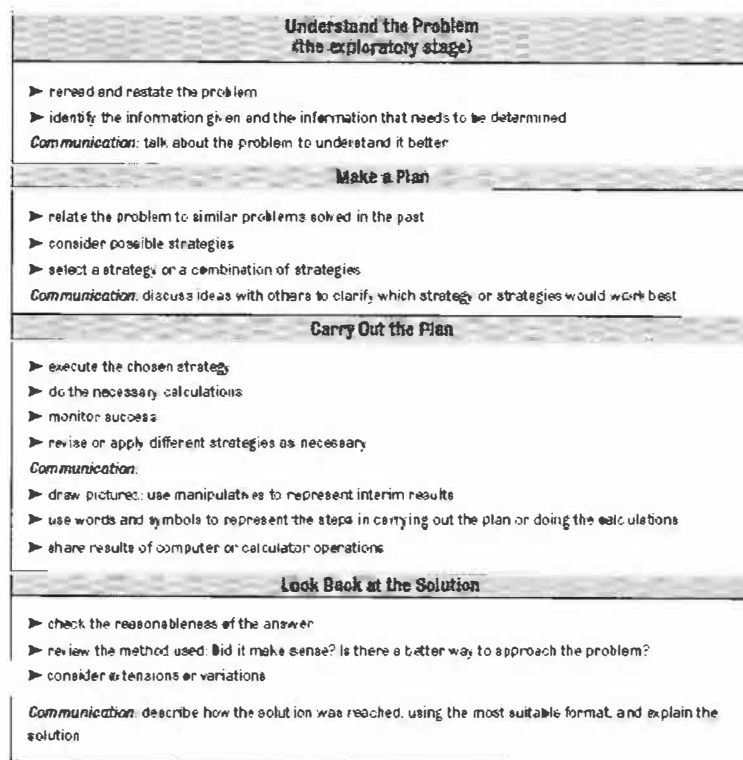 Understand the Problem
(the exploratory stage)
➤ reread and restate the problem
➤ identify the information given and the information that needs to be determined
Communication: talk about the problem to understand it better
Make a Plan
➤ relate the problem to similar problems solved in the past
➤ consider possible strategies
➤ select a strategy or a combination of strategies
Communication: discuss ideas with others to clarify which strategy or strategies would work best
Carry Out the Plan
➤ execute the chosen strategy
➤ do the necessary calculations
➤ monitor success
➤ revise or apply different strategies as necessary
Communication:
➤ draw pictures; use manipulatives to represent interim results
➤ use words and symbols to represent the steps in carrying out the plan or doing the calculations
➤ share results of computer or calculator operations
Look Back at the Solution
➤ check the reasonableness of the answer
➤ review the method used: Did it make sense? Is there a better way to approach the problem?
➤ consider extensions or variations
Communication: describe how the solution was reached, using the most suitable format, and explain the
solution